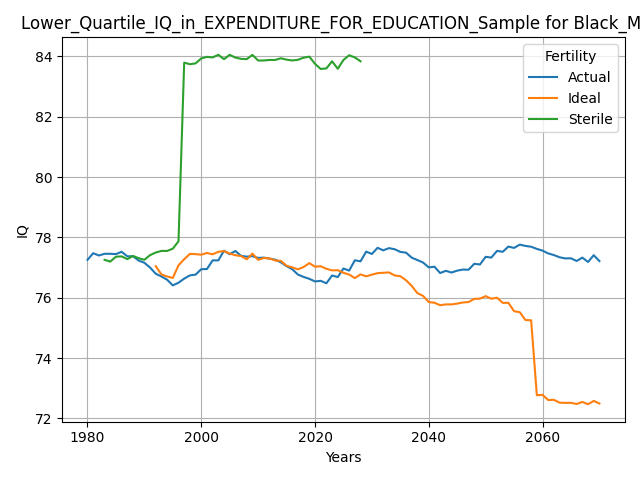 Lower_Quartile_IQ_in_EXPENDITURE_FOR_EDUCATION_Sample for Black_M
Fertility
Actual
Ideal
Sterile
IQ
84
82
80
78
76
74
72
1980
2000
2020
2040
2060
Years